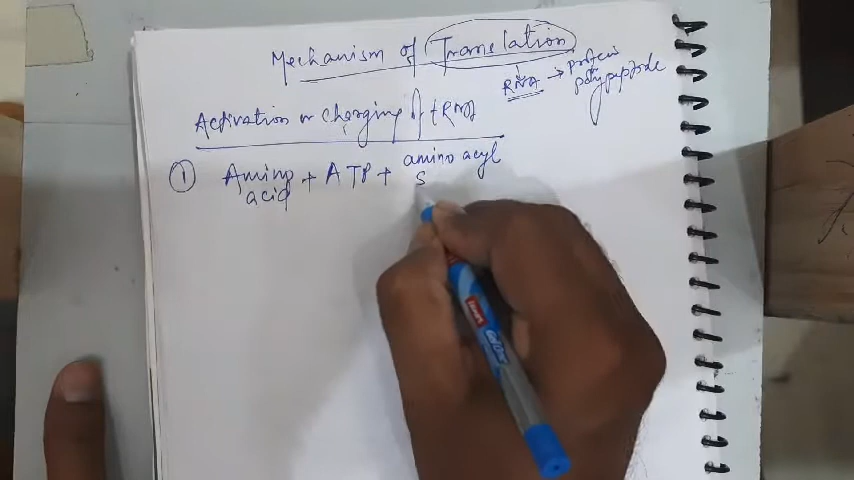 Mechanism of Translation
RNA → Protein
polypeptide
Activation or Charging of tRNA
① Amino acid + ATP + amino acyl
s